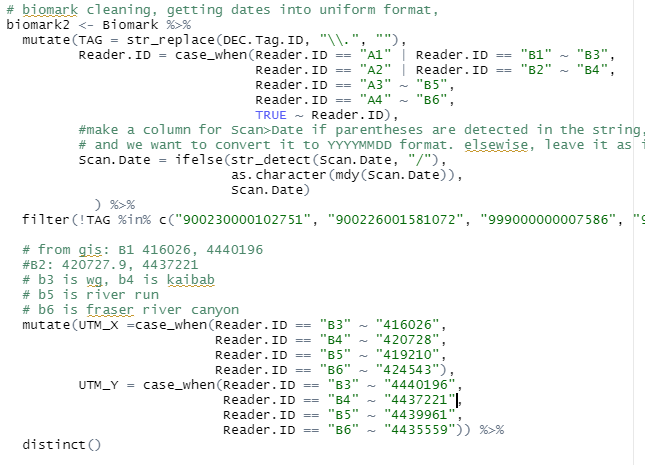 # biomark cleaning, getting dates into uniform format,
biomark2 <- Biomark %>%
  mutate(TAG = str_replace(DEC.Tag.ID, "\\.", ""),
         Reader.ID = case_when(Reader.ID == "A1" | Reader.ID == "B1" ~ "B3",
                               Reader.ID == "A2" | Reader.ID == "B2" ~ "B4",
                               Reader.ID == "A3" ~ "B5",
                               Reader.ID == "A4" ~ "B6",
                               TRUE ~ Reader.ID),
         #make a column for Scan>Date if parentheses are detected in the string,
         # and we want to convert it to YYYYMMDD format. elsewise, leave it as i
         Scan.Date = ifelse(str_detect(Scan.Date, "/"),
                            as.character(mdy(Scan.Date)),
                            Scan.Date)
           ) %>%
  filter(!TAG %in% c("900230000102751", "900226001581072", "999000000007586", "9
  # from gis: B1 416026, 4440196
  #B2: 420727.9, 4437221
  # b3 is wg, b4 is kaibab
  # b5 is river run
  # b6 is fraser river canyon
  mutate(UTM_X =case_when(Reader.ID == "B3" ~ "416026",
                          Reader.ID == "B4" ~ "420728",
                          Reader.ID == "B5" ~ "419210",
                          Reader.ID == "B6" ~ "424543"),
         UTM_Y = case_when(Reader.ID == "B3" ~ "4440196",
                           Reader.ID == "B4" ~ "4437221",
                           Reader.ID == "B5" ~ "4439961",
                           Reader.ID == "B6" ~ "4435559")) %>%
  distinct()